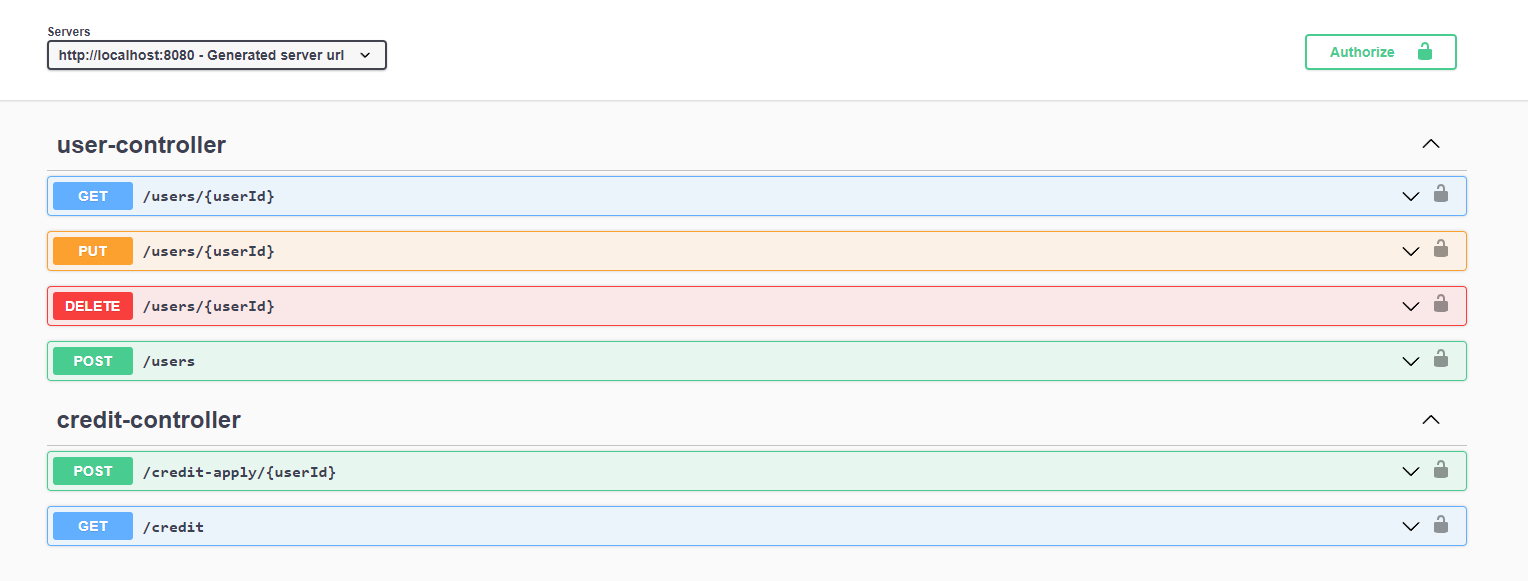 Servers
http://localhost:8080 - Generated server url
Authorize
user-controller
GET /users/{userId}
PUT /users/{userId}
DELETE /users/{userId}
POST /users
credit-controller
POST /credit-apply/{userId}
GET /credit